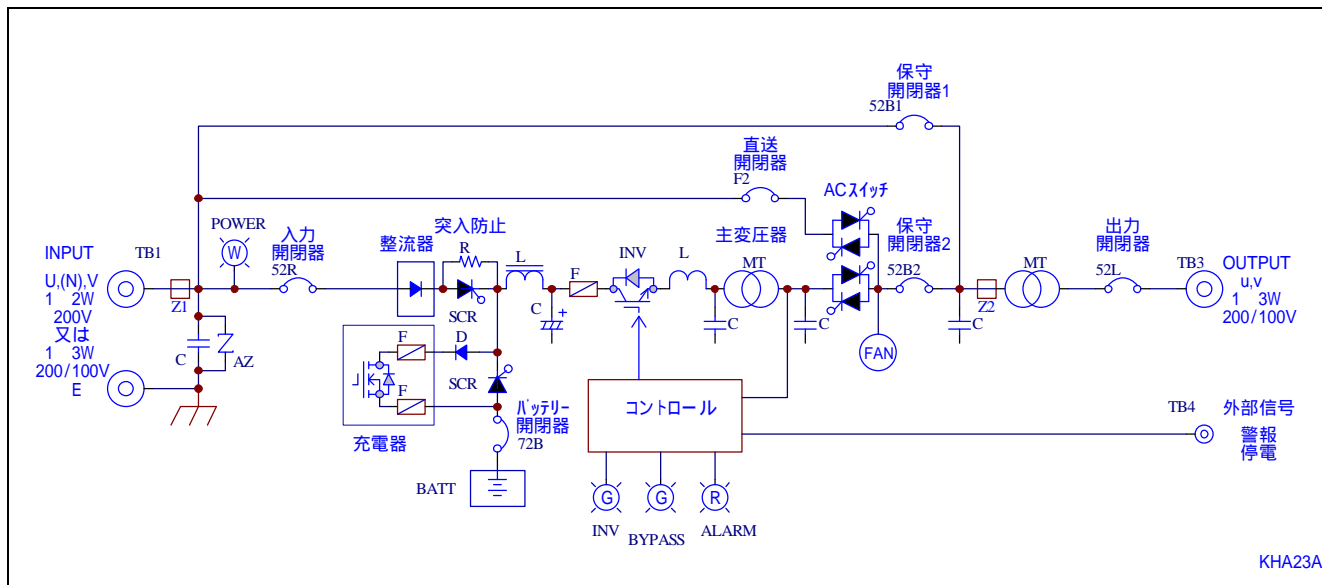 保守
開閉器1
52B1
直送
開閉器
F2
ACスイッチ
POWER
W
入力
開閉器
52R
整流器
突入防止
R
SCR
L
C
+
F
INV
L
主変圧器
MT
C
C
保守
開閉器2
52B2
FAN
Z2
C
MT
出力
開閉器
52L
TB3
OUTPUT
u,v
1 3W
200/100V
INPUT
TB1
U,(N),V
1 2W
200V
又は
1 3W
200/100V
E
Z1
C
AZ
F
D
F
充電器
SCR
バッテリー
開閉器
72B
BATT
コントロール
TB4
外部信号
警報
停電
G
G
R
INV
BYPASS
ALARM
KHA23A